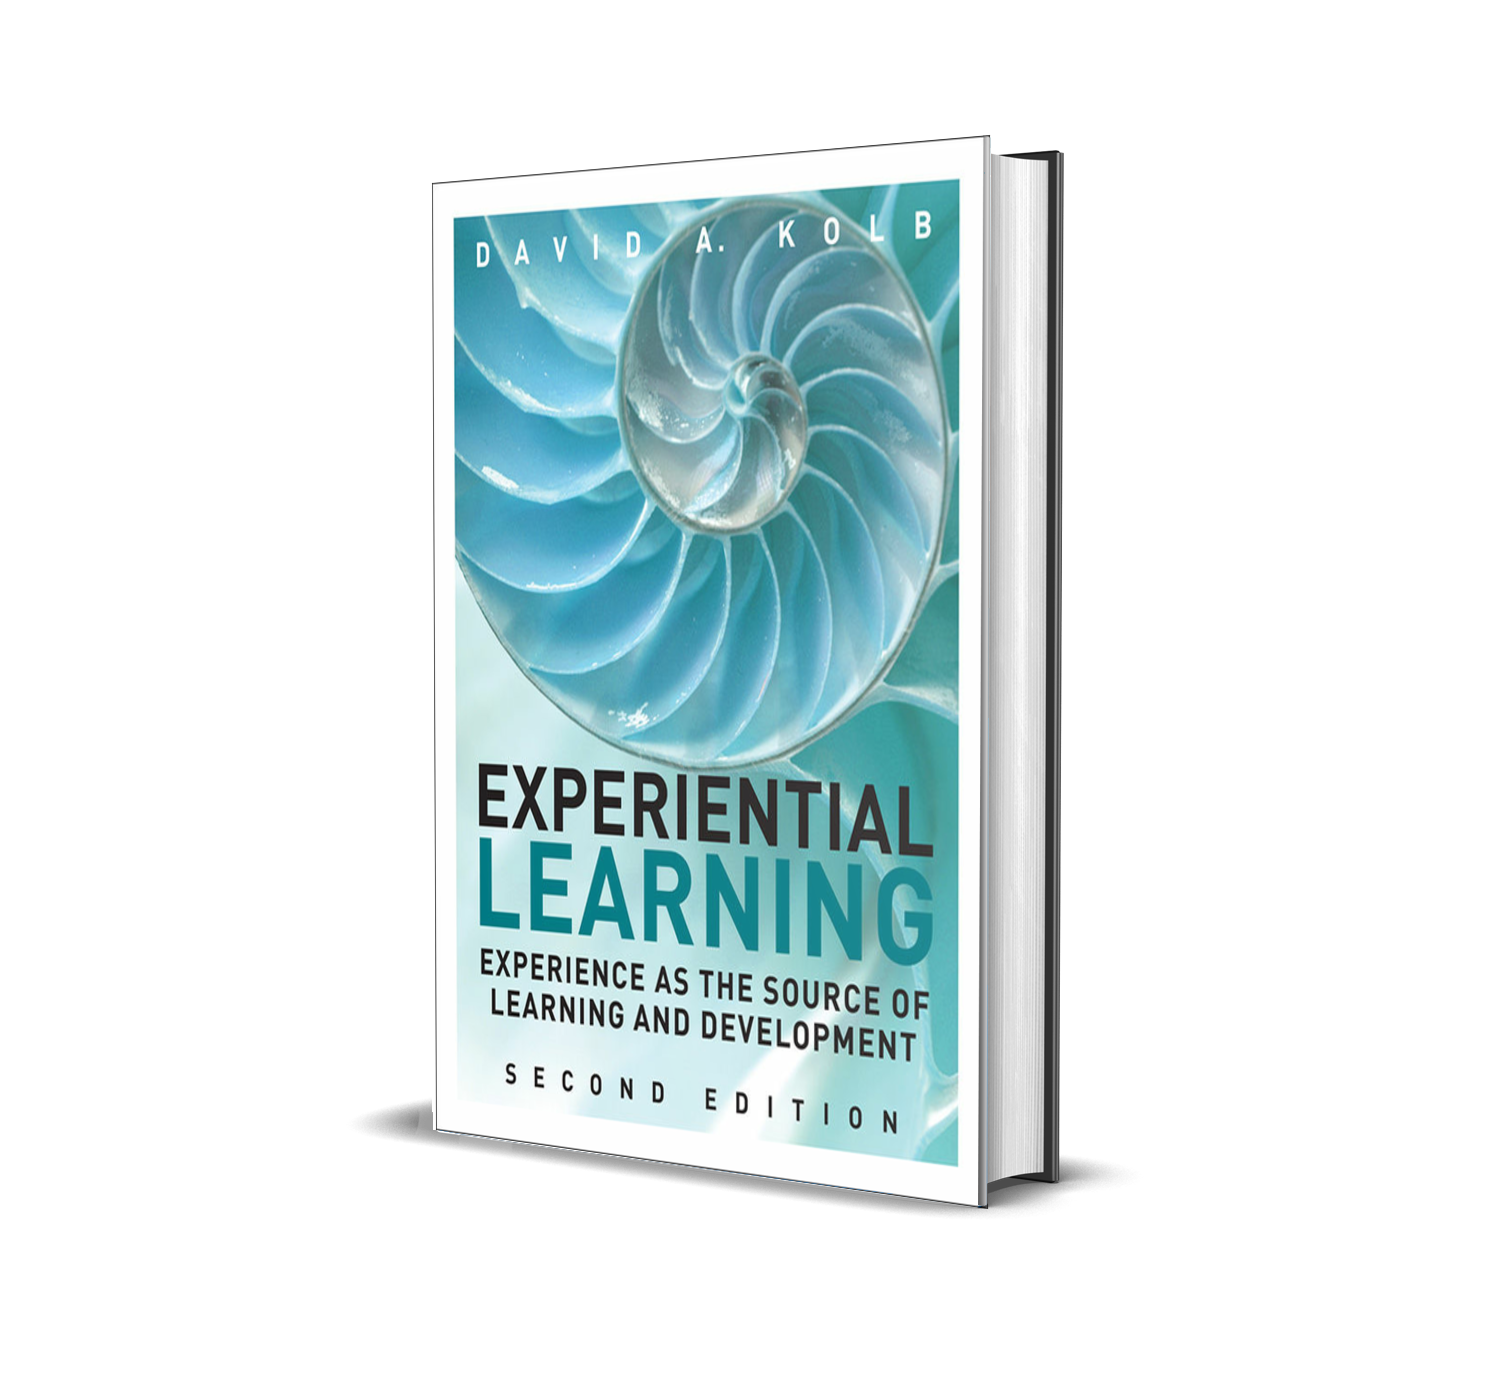 DAVID A. KOLB
EXPERIENTIAL
LEARNING
EXPERIENCE AS THE SOURCE OF
LEARNING AND DEVELOPMENT
SECOND EDITION